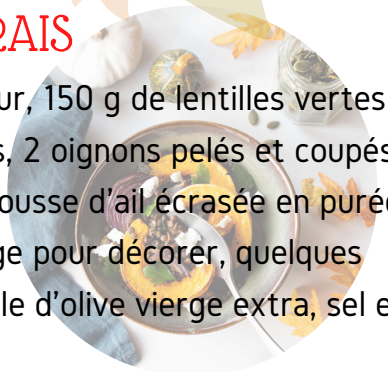 RAIS
ur, 150 g de lentilles vertes
s, 2 oignons pelés et coupés
ousse d’ail écrasée en purée
ge pour décorer, quelques
le d’olive vierge extra, sel e